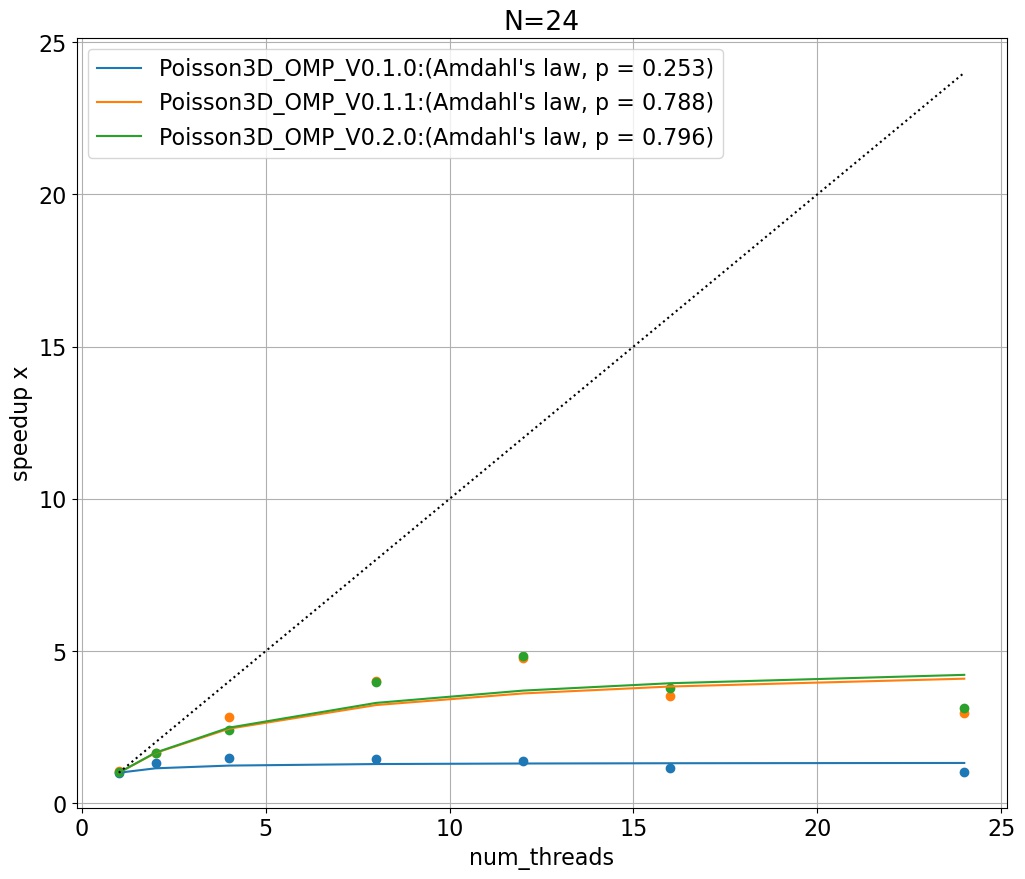 N=24
25
20
15
10
5
0
speedup x
Poisson3D_OMP_V0.1.0:(Amdahl's law, p = 0.253)
Poisson3D_OMP_V0.1.1:(Amdahl's law, p = 0.788)
Poisson3D_OMP_V0.2.0:(Amdahl's law, p = 0.796)
0 5 10 15 20 25
num_threads